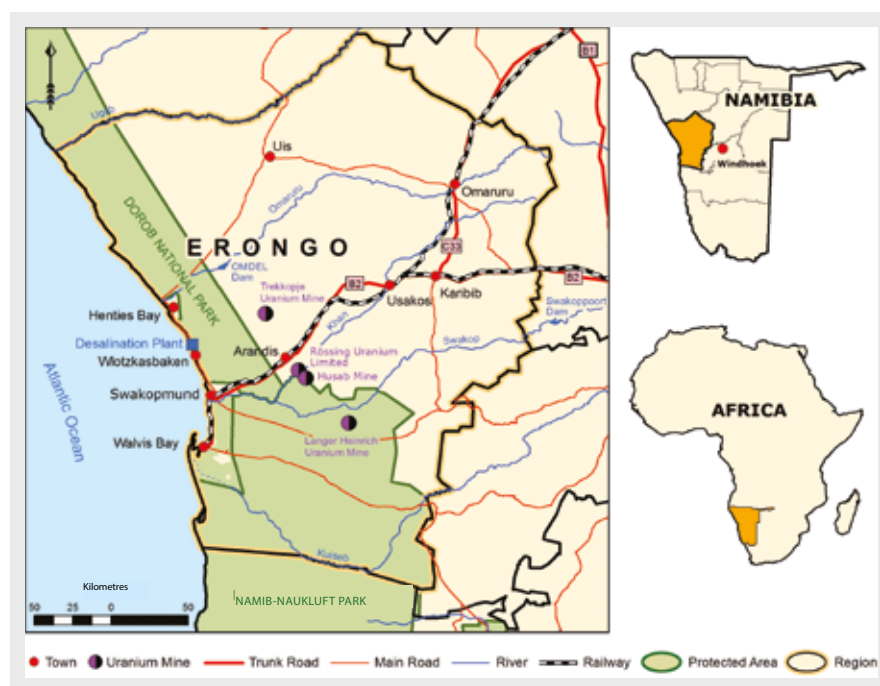 B1
Ugab
Uis
Omaruru
Omaruru
DOROB NATIONAL PARK
ERONGO
C33
OMDEL
Dam
Trekkopje
Uranium Mine
B2
B2
Usakos
Karibib
Khan
Swakoppoort
Dam
Henties Bay
Desalination Plant
Wlotzkasbaken
Arandis
Rössing Uranium
Limited
Husab Mine
Swakop
Swakopmund
Atlantic Ocean
Walvis Bay
Langer Heinrich
Uranium Mine
Kuiseb
Kilometres
50 25 0 50
NAMIB-NAUKLUFT PARK
NAMIBIA
Windhoek
AFRICA
Town Uranium Mine Trunk Road Main Road River Railway Protected Area Region